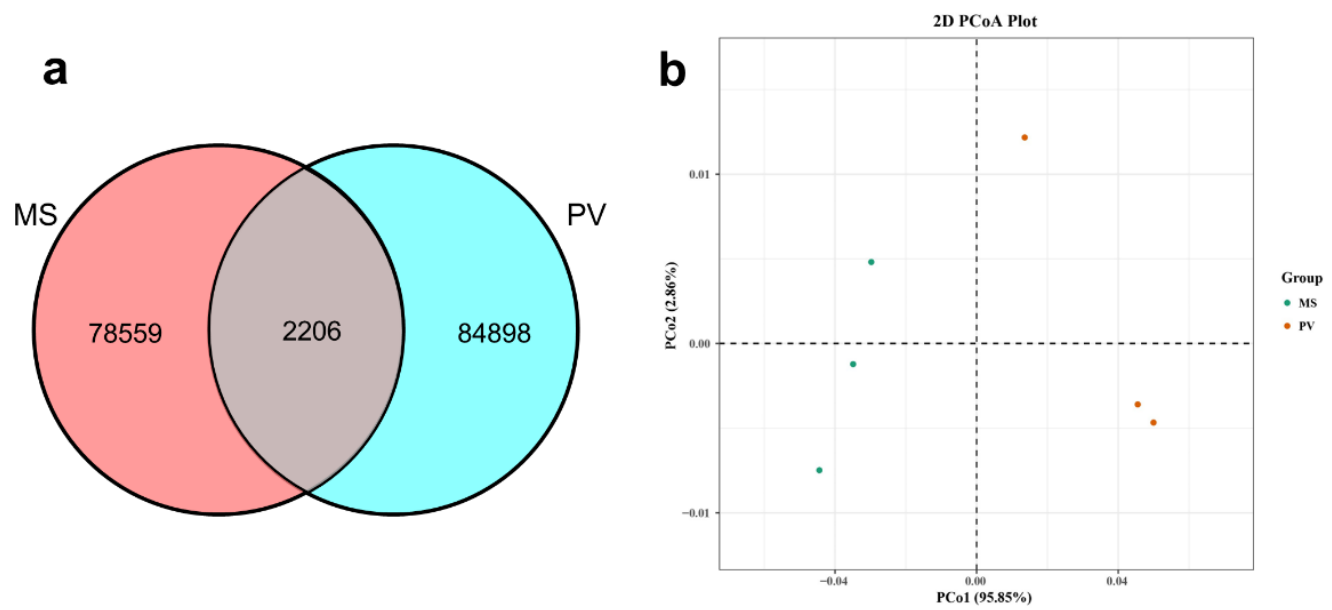 a
MS
PV
78559
2206
84898
b
2D PCoA Plot
PCo2 (2.86%)
0.01
0.00
−0.01
−0.04
0.00
0.04
PCo1 (95.85%)
Group
MS
PV